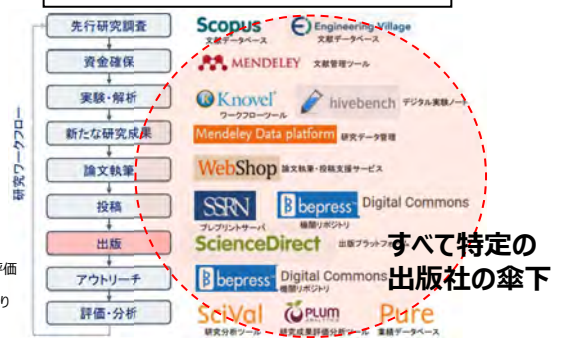 先行研究調査
Scopus
文献データベース
Engineering Village
文献データベース
資金確保
MENDELEY
文献管理ツール
実験・解析
Knovel
ワークフローツール
hivebench
デジタル実験ノート
新たな研究成果
Mendeley Data platform
研究データ管理
論文執筆
WebShop
論文執筆・投稿支援サービス
投稿
SSRN
プレプリントサーバ
bepress™
Digital Commons
機関リポジトリ
出版
ScienceDirect
出版プラットフォーム
すべて特定の
出版社の傘下
アウトリーチ
bepress™
Digital Commons
機関リポジトリ
評価・分析
SciVal
研究分析ツール
PLUM
ANALYTICS
研究成果評価分析ツール
Pure
業績データベース
研究ワークフロー
評価
り